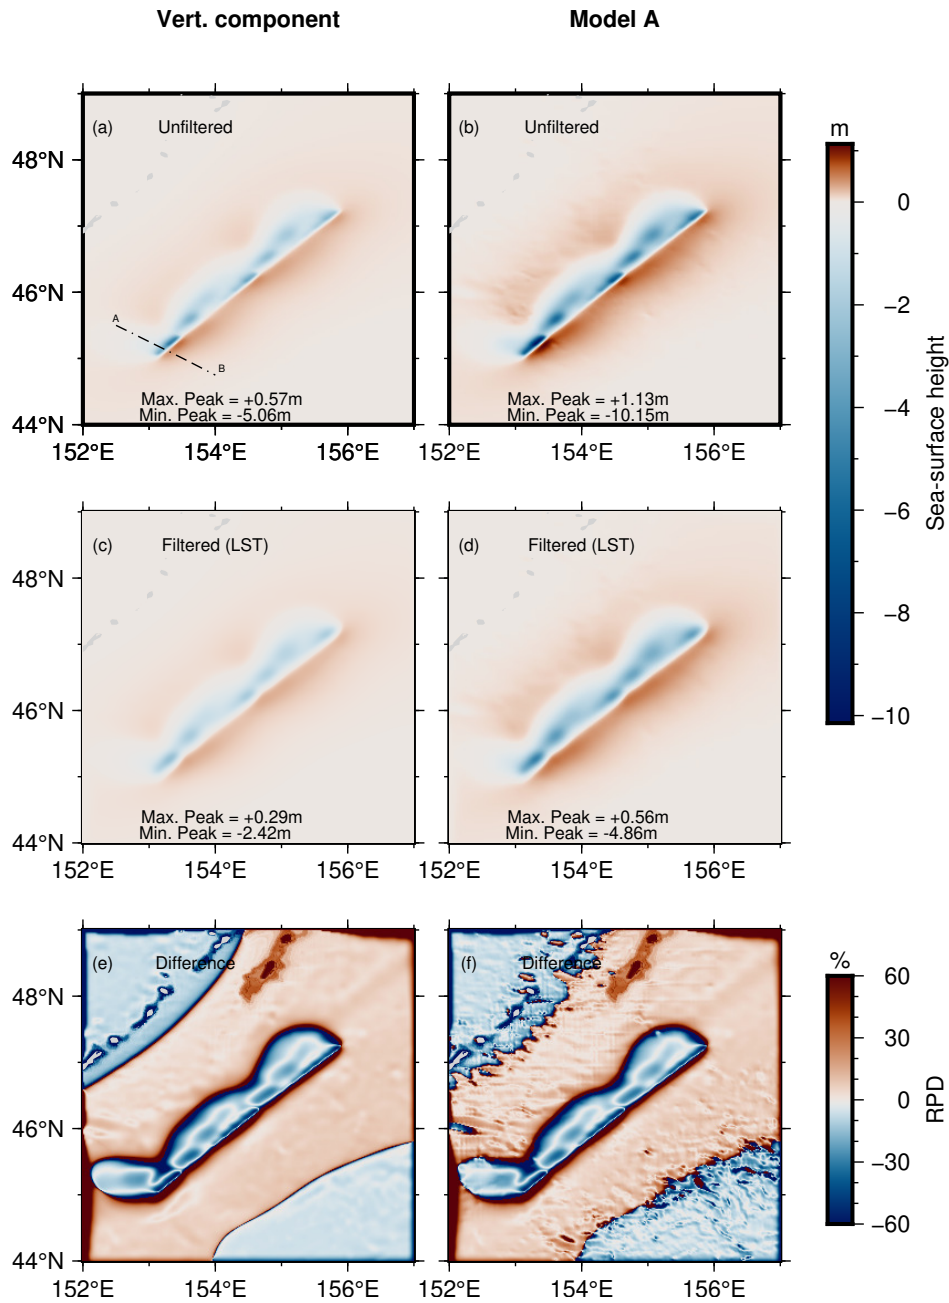 Vert. component
Model A
(a) Unfiltered
(b) Unfiltered
m
48°N
46°N
44°N
A
B
Max. Peak = +0.57m
Min. Peak = -5.06m
Max. Peak = +1.13m
Min. Peak = -10.15m
152°E 154°E 156°E
152°E 154°E 156°E
0
−2
−4
−6
−8
−10
Sea-surface height
(c) Filtered (LST)
(d) Filtered (LST)
48°N
46°N
44°N
Max. Peak = +0.29m
Min. Peak = -2.42m
Max. Peak = +0.56m
Min. Peak = -4.86m
152°E 154°E 156°E
152°E 154°E 156°E
(e) Difference
(f) Difference
48°N
46°N
44°N
152°E 154°E 156°E
152°E 154°E 156°E
%
60
30
0
−30
−60
RPD